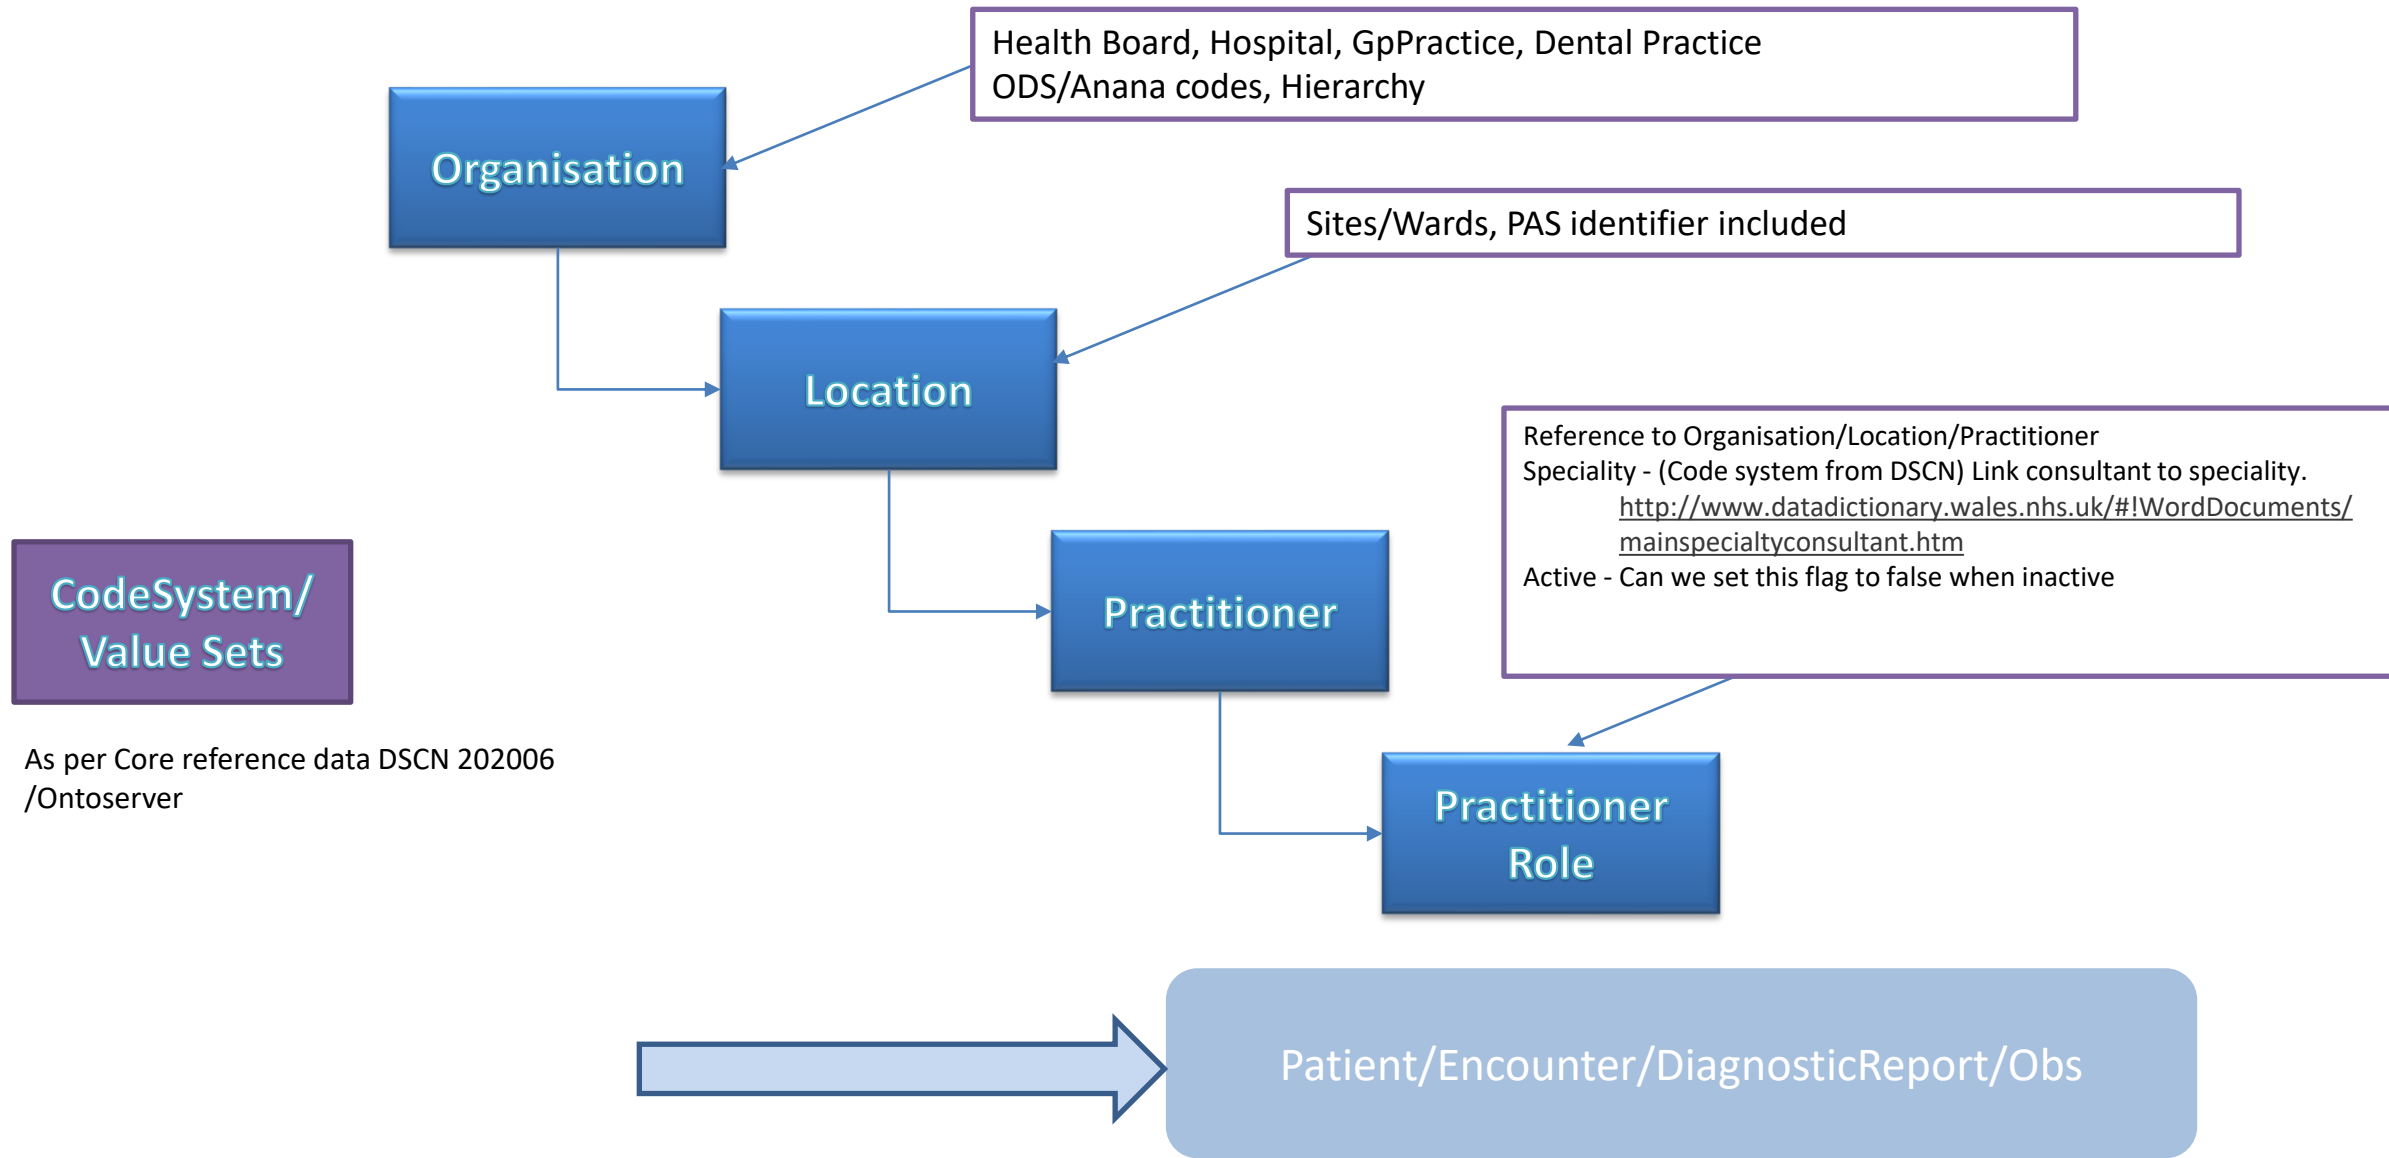 Health Board, Hospital, GpPractice, Dental Practice
ODS/Anana codes, Hierarchy
Organisation
Sites/Wards, PAS identifier included
Location
Reference to Organisation/Location/Practitioner
Speciality - (Code system from DSCN) Link consultant to speciality.
http://www.datadictionary.wales.nhs.uk/#!WordDocuments/
mainspecialtyconsultant.htm
Active - Can we set this flag to false when inactive
Practitioner
CodeSystem/
Value Sets
As per Core reference data DSCN 202006
/Ontoserver
Practitioner
Role
Patient/Encounter/DiagnosticReport/Obs